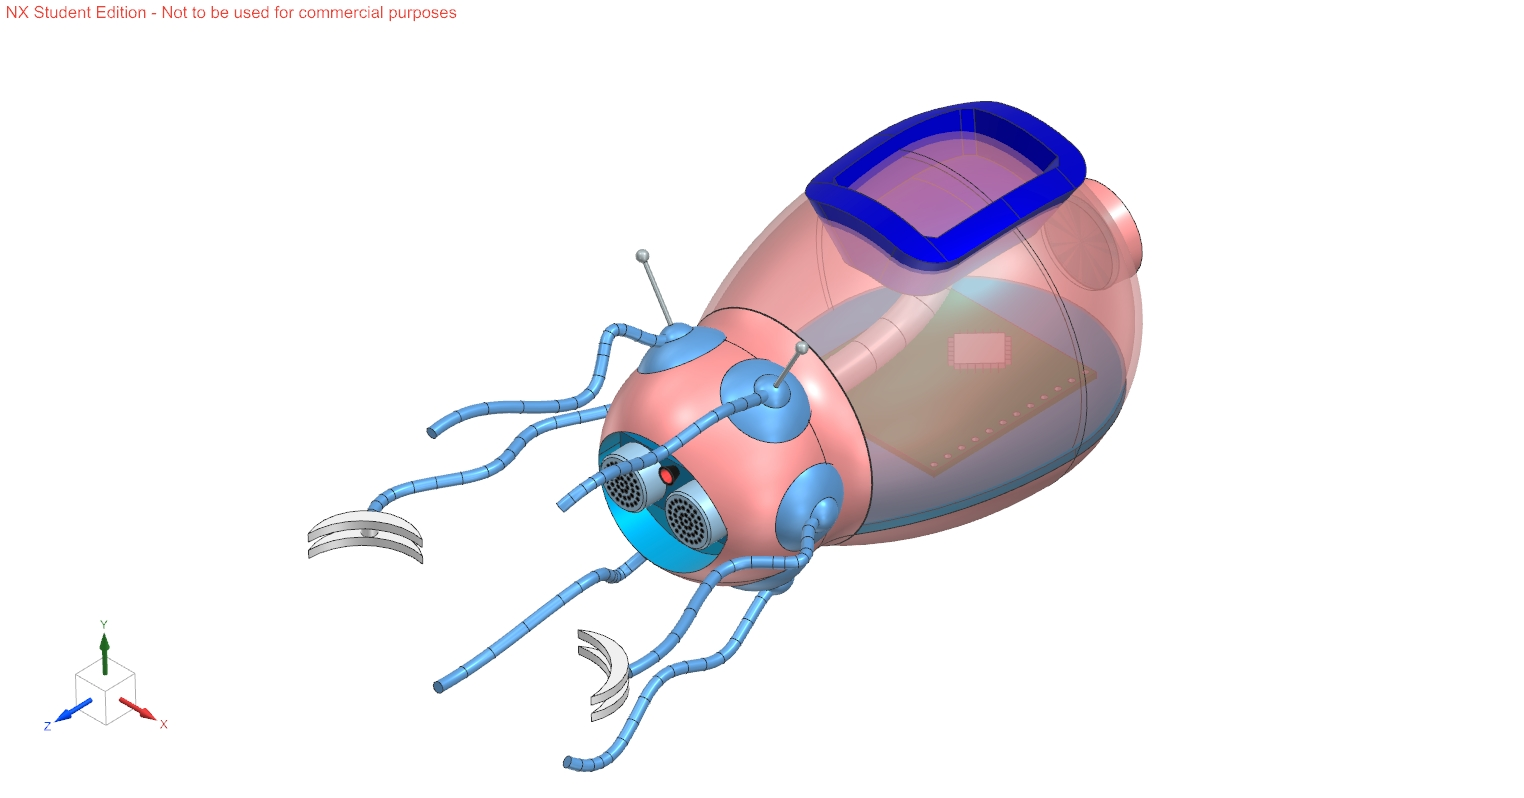 NX Student Edition - Not to be used for commercial purposes
Y
Z
X